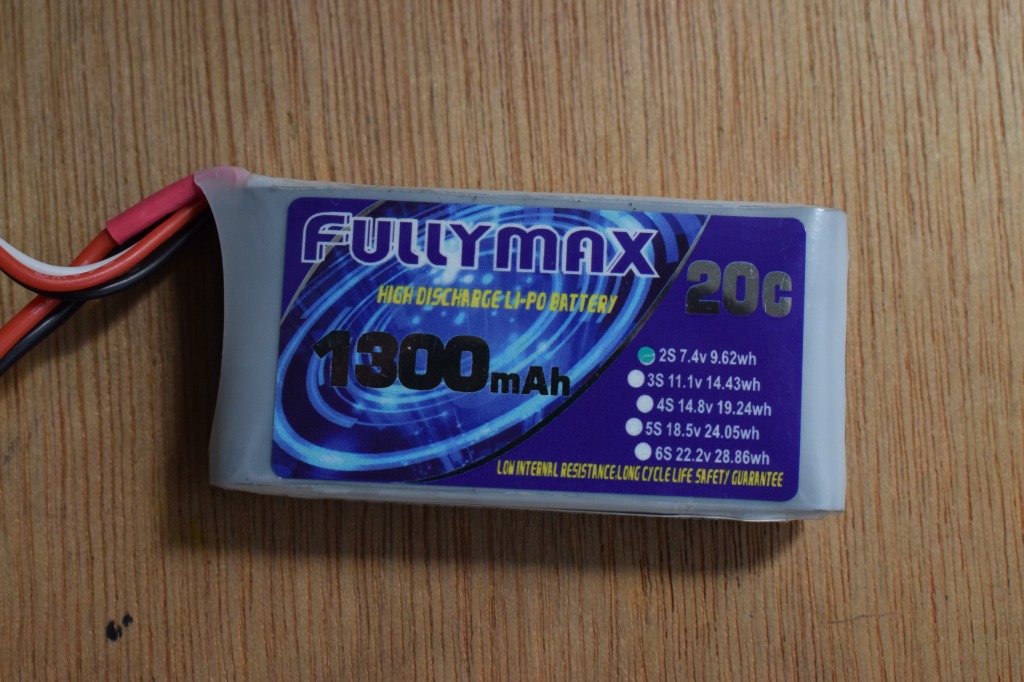 FULLYMAX
HIGH DISCHARGE LI-PO BATTERY
20C
1300mAh
2S 7.4v 9.62wh
3S 11.1v 14.43wh
4S 14.8v 19.24wh
5S 18.5v 24.05wh
6S 22.2v 28.86wh
LOW INTERNAL RESISTANCE.LONG CYCLE LIFE SAFETY GUARANTEE